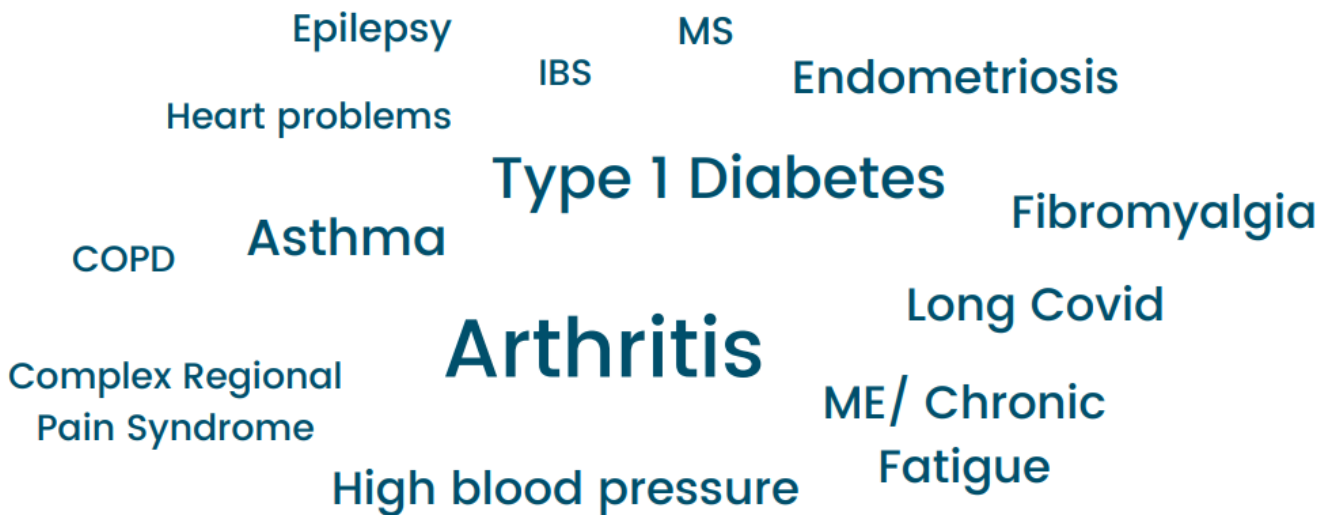 Epilepsy
MS
IBS
Endometriosis
Heart problems
Type 1 Diabetes
Fibromyalgia
Asthma
COPD
Long Covid
Arthritis
Complex Regional
Pain Syndrome
ME/ Chronic
Fatigue
High blood pressure